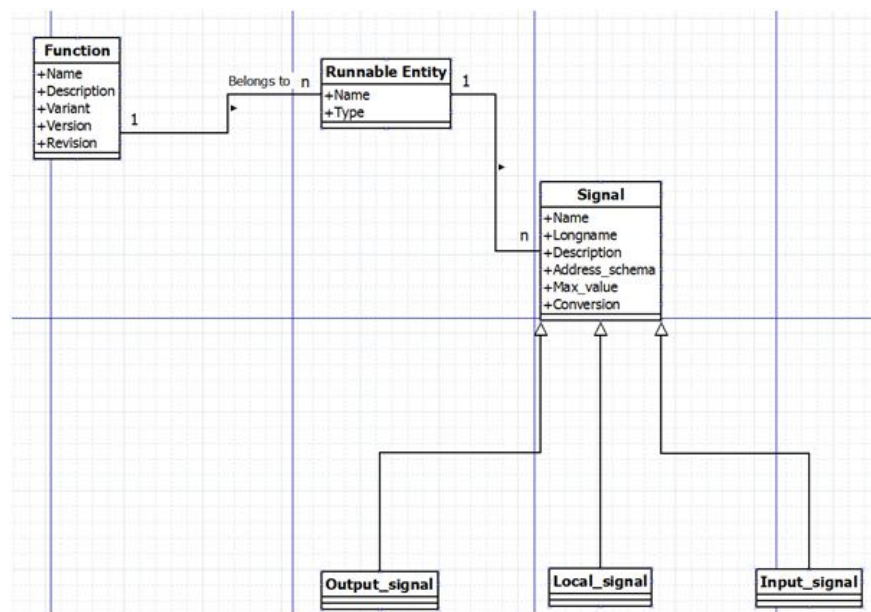 Function
+Name
+Description
+Variant
+Version
+Revision
1
Belongs to n
Runnable Entity
+Name
+Type
1
n
Signal
+Name
+Longname
+Description
+Address_schema
+Max_value
+Conversion
Output_signal
Local_signal
Input_signal